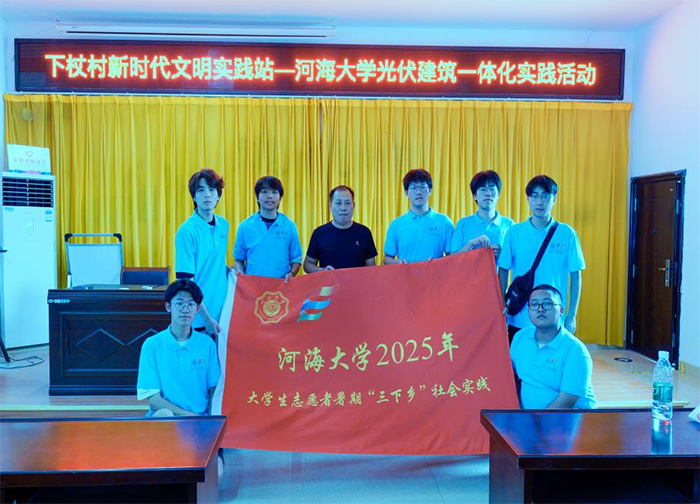 下杖村新时代文明实践站—河海大学光伏建筑一体化实践活动
河海大学2025年
大学生志愿者暑期“三下乡”社会实践